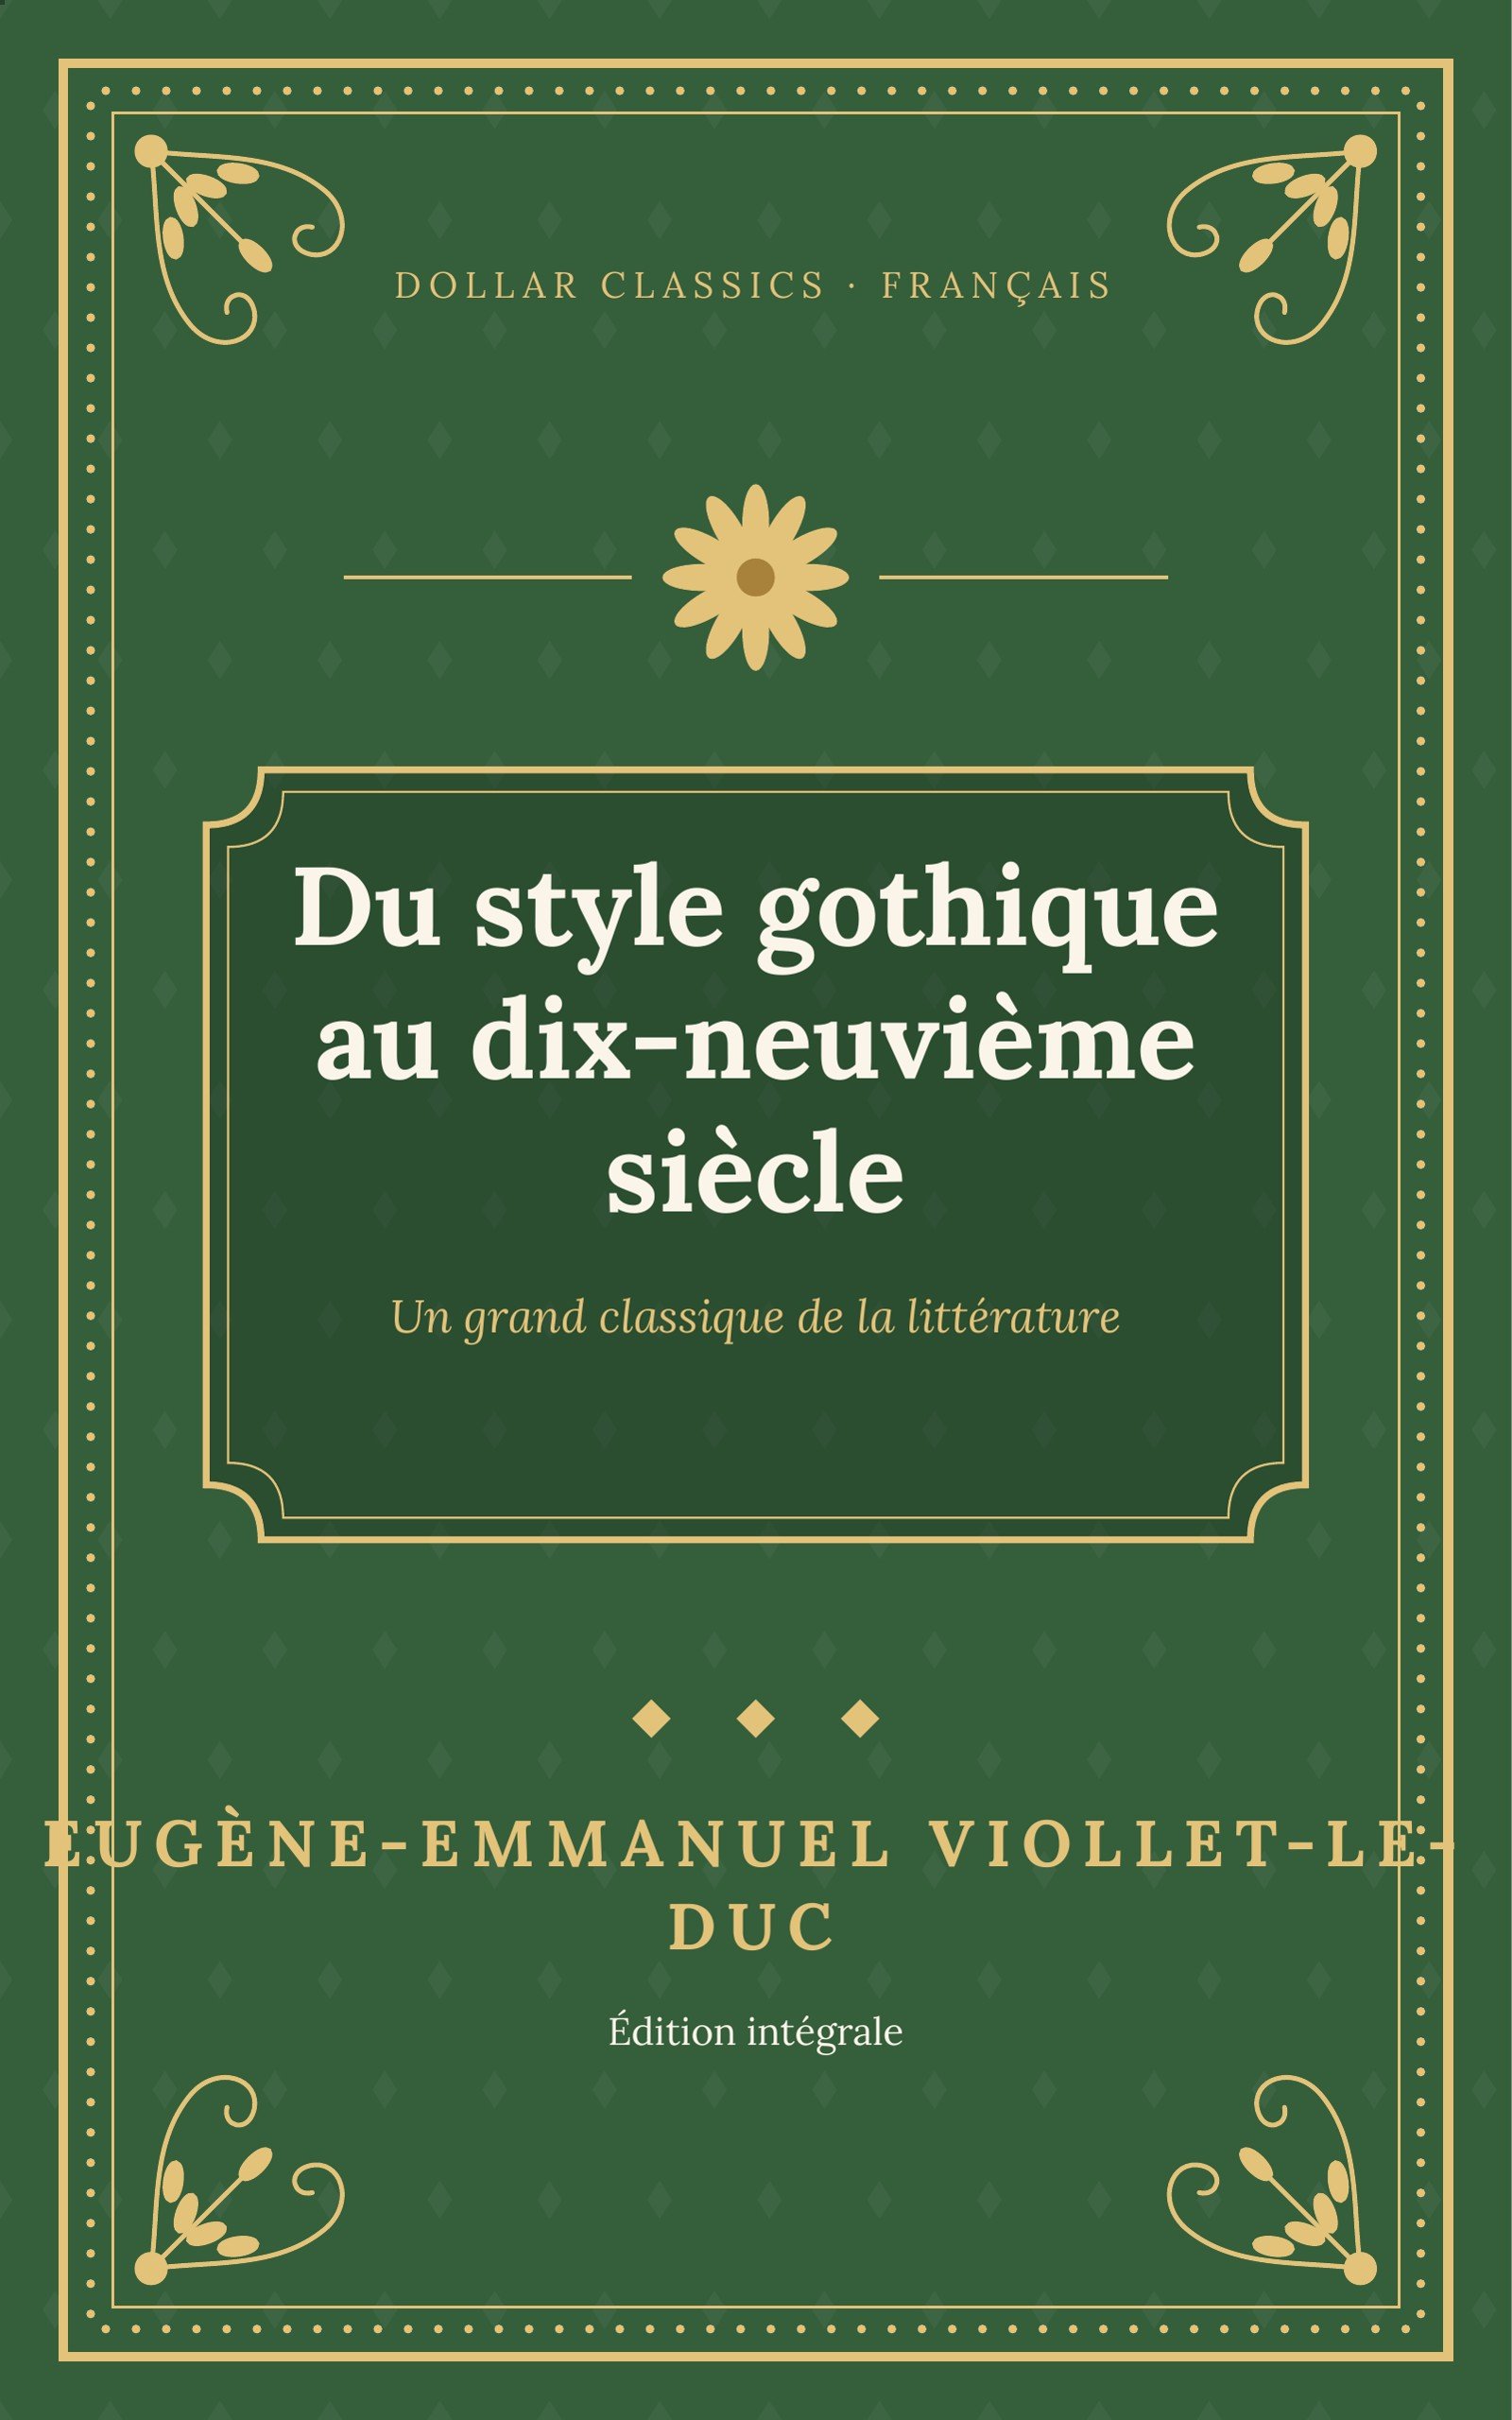 DOLLAR CLASSICS · FRANÇAIS
Du style gothique
au dix-neuvième
siècle
Un grand classique de la littérature
EUGÈNE-EMMANUEL VIOLLET-LE-
DUC
Édition intégrale